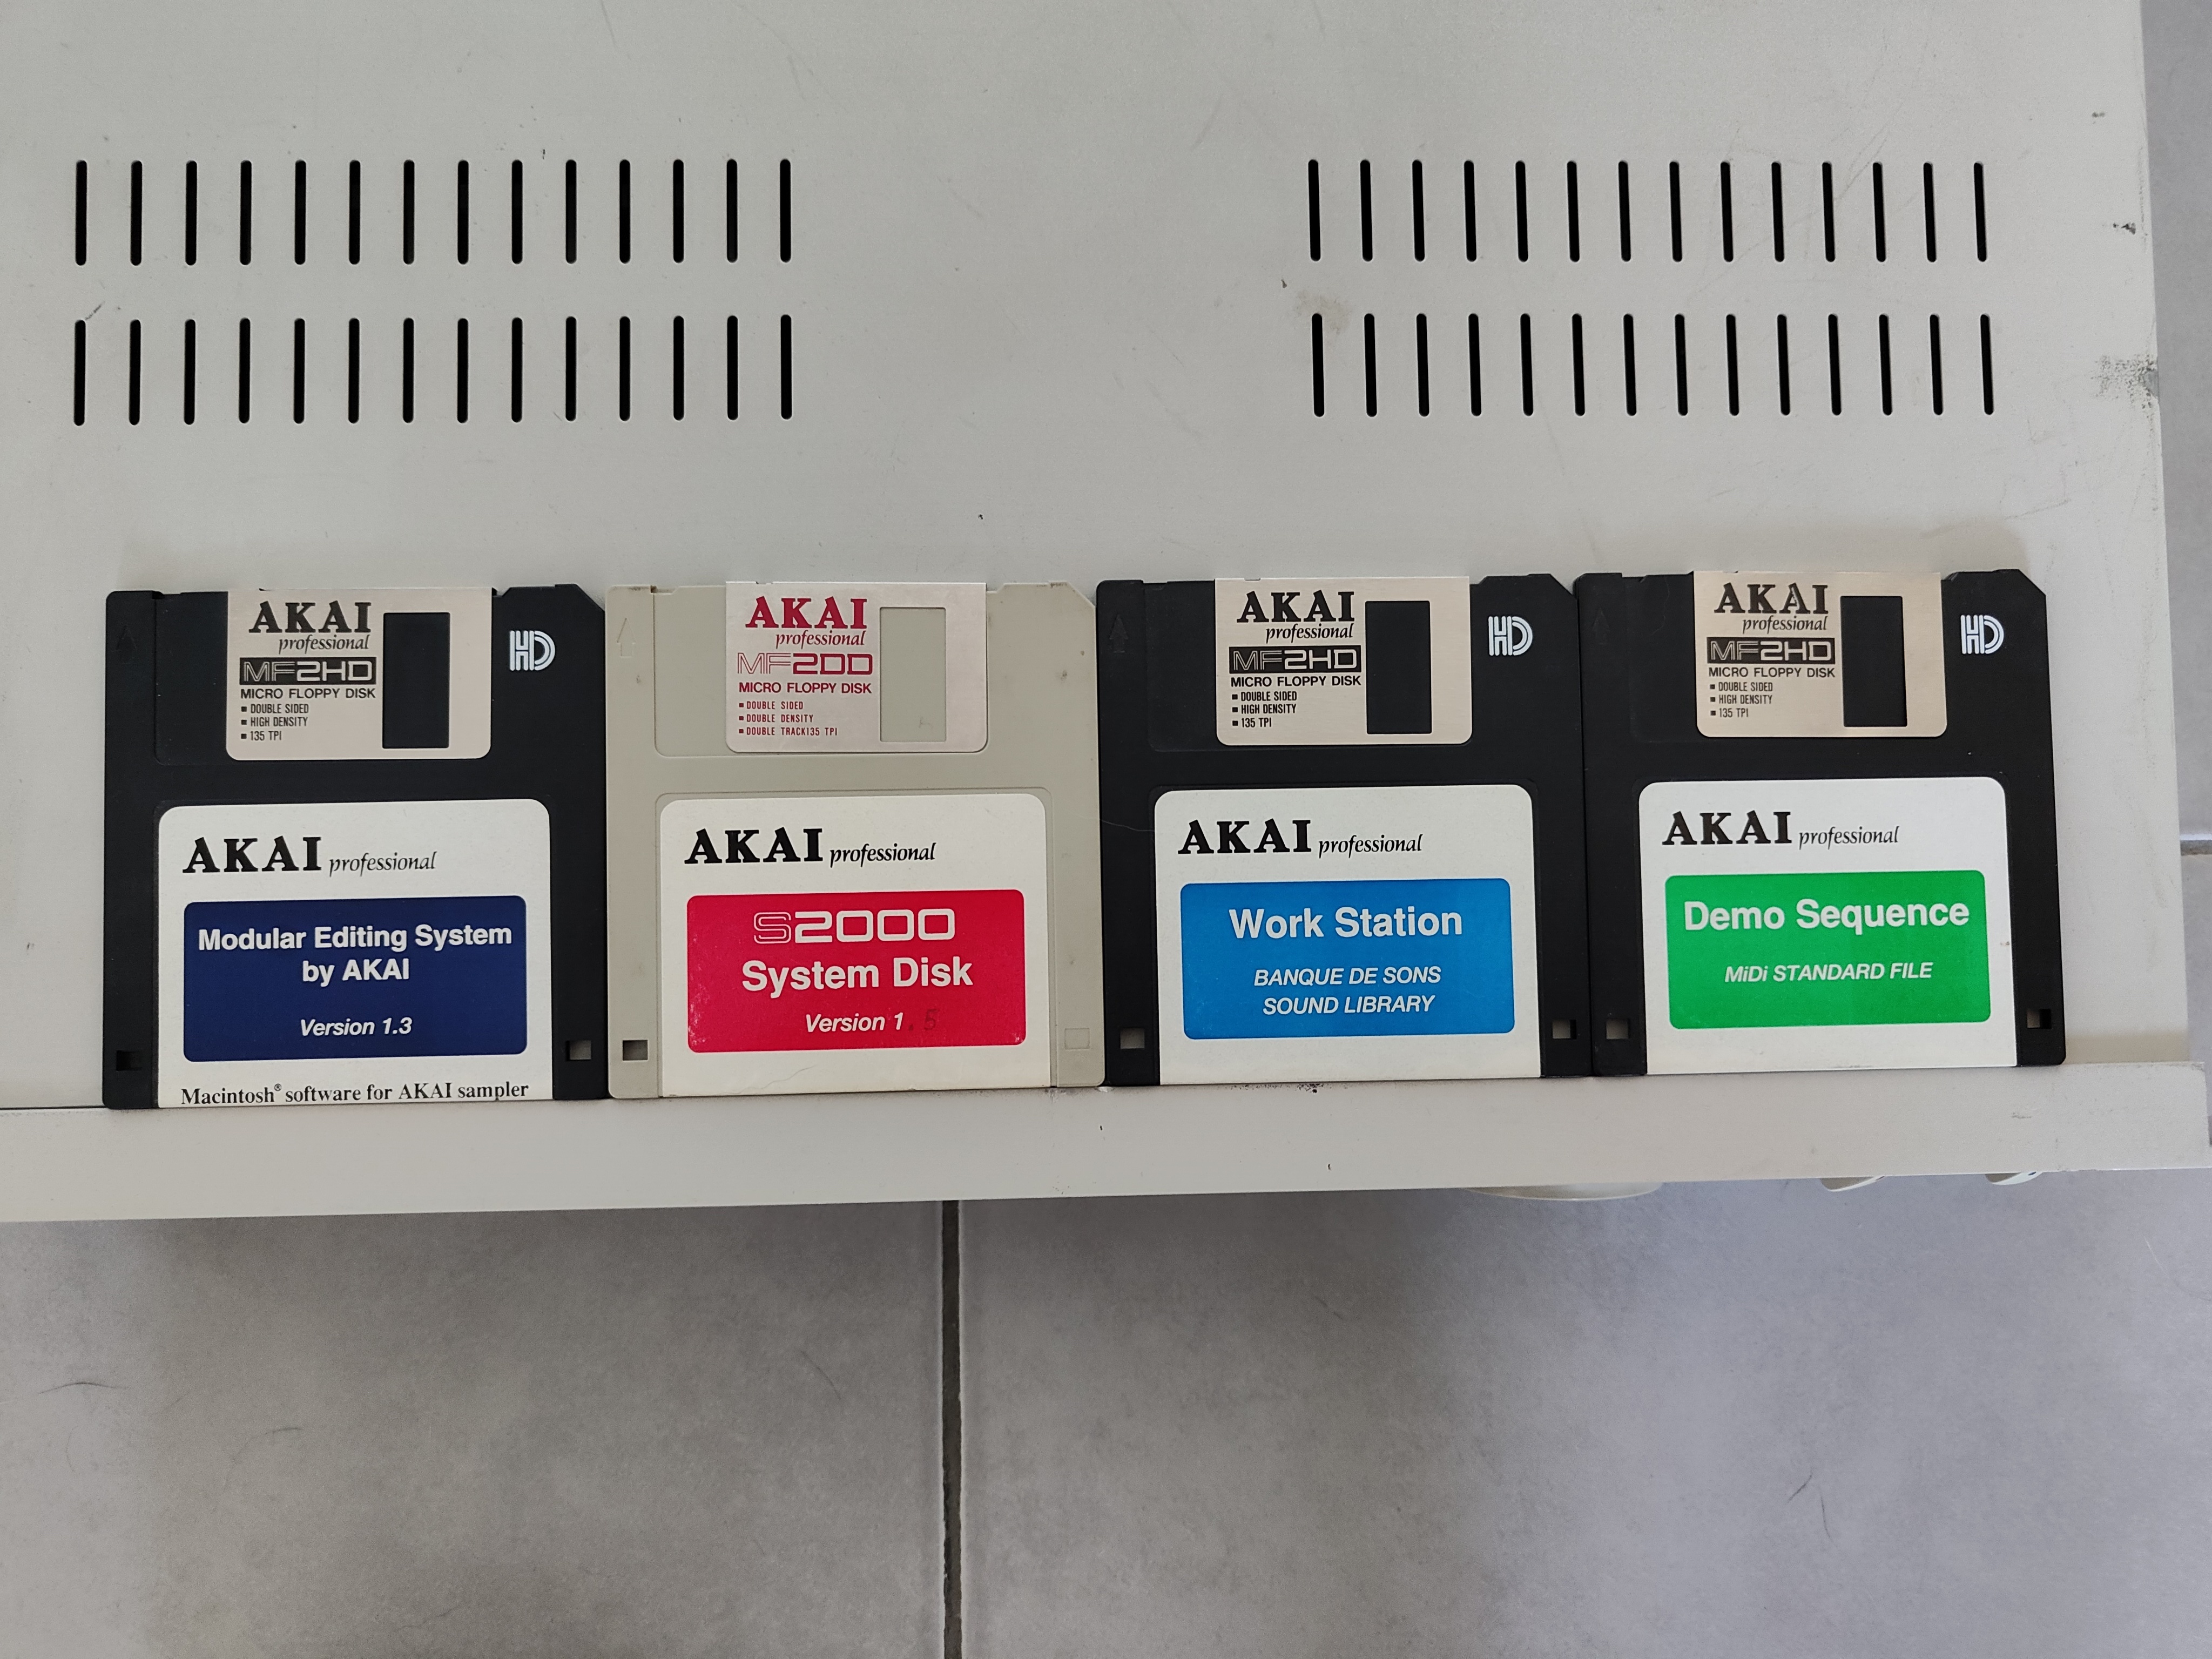 AKAI
professional
MF2HD
MICRO FLOPPY DISK
DOUBLE SIDED
HIGH DENSITY
135 TPI
HD
AKAI professional
Modular Editing System
by AKAI
Version 1.3
Macintosh® software for AKAI sampler
AKAI
professional
MF2DD
MICRO FLOPPY DISK
DOUBLE SIDED
DOUBLE DENSITY
DOUBLE TRACK135 TPI
AKAI professional
S2000
System Disk
Version 1.5
AKAI
professional
MF2HD
MICRO FLOPPY DISK
DOUBLE SIDED
HIGH DENSITY
135 TPI
HD
AKAI professional
Work Station
BANQUE DE SONS
SOUND LIBRARY
AKAI
professional
MF2HD
MICRO FLOPPY DISK
DOUBLE SIDED
HIGH DENSITY
135 TPI
HD
AKAI professional
Demo Sequence
MiDi STANDARD FILE